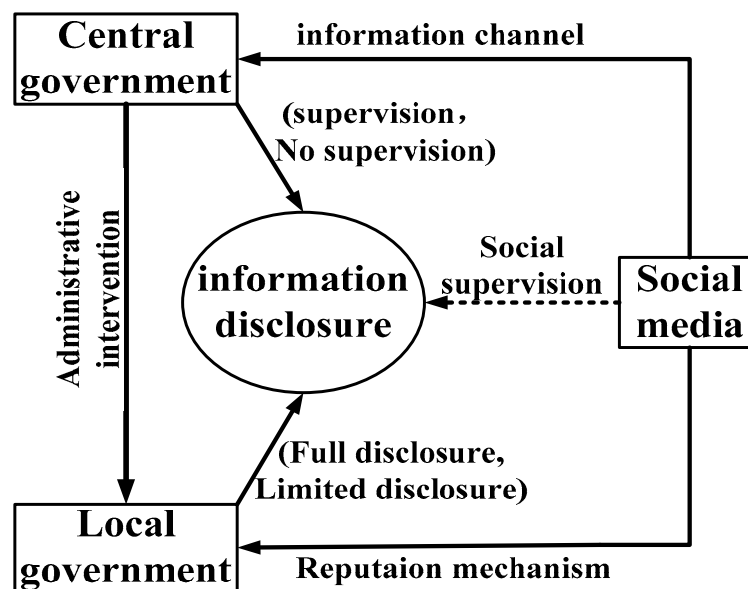 Central
government
information channel
(supervision，
No supervision)
Administrative
intervention
Social
supervision
information
disclosure
Social
media
(Full disclosure,
Limited disclosure)
Local
government
Reputaion mechanism